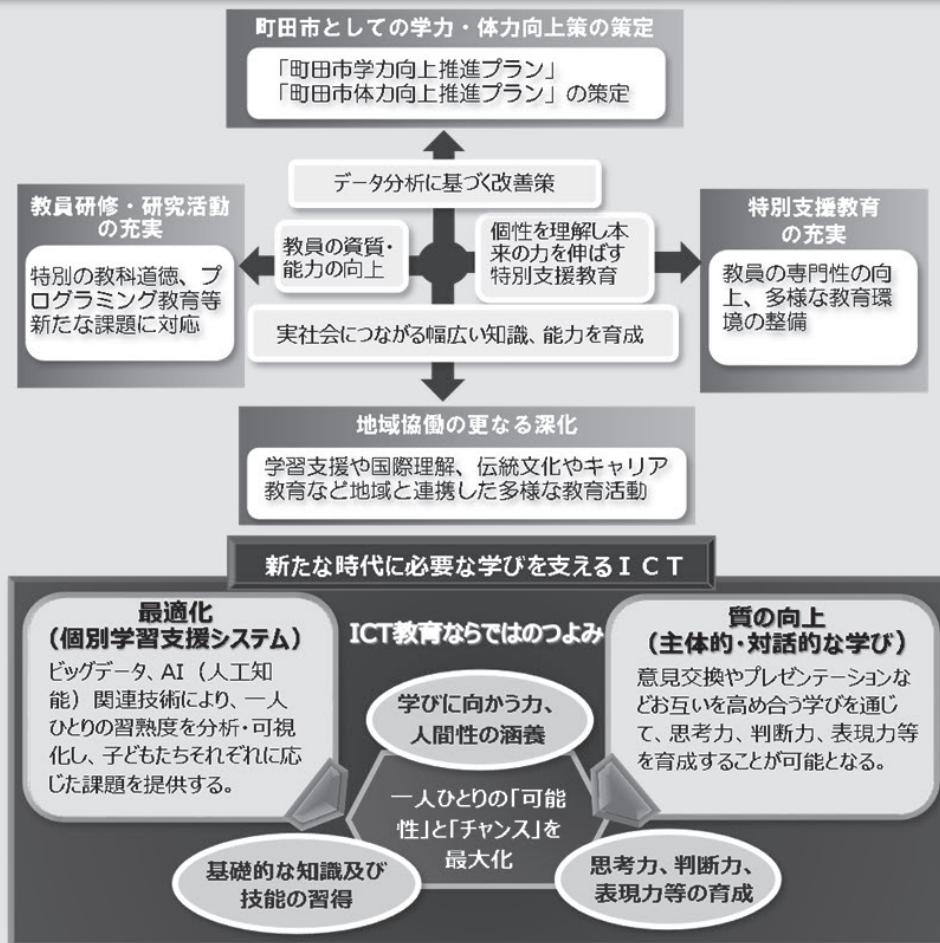 町田市としての学力・体力向上策の策定
「町田市学力向上推進プラン」
「町田市体力向上推進プラン」の策定
データ分析に基づく改善策
教員研修・研究活動
の充実
特別の教科道徳、プ
ログラミング教育等
新たな課題に対応
教員の資質・
能力の向上
個性を理解し本
来の力を伸ばす
特別支援教育
特別支援教育
の充実
教員の専門性の向
上、多様な教育環
境の整備
実社会につながる幅広い知識、能力を育成
地域協働の更なる深化
学習支援や国際理解、伝統文化やキャリア
教育など地域と連携した多様な教育活動
新たな時代に必要な学びを支えるＩＣＴ
最適化
（個別学習支援システム）
ビッグデータ、AI（人工知
能）関連技術により、一人
ひとりの習熟度を分析・可視
化し、子どもたちそれぞれに応
じた課題を提供する。
ICT教育ならではのつよみ
質の向上
（主体的・対話的な学び）
意見交換やプレゼンテーションな
どお互いを高め合う学びを通じ
て、思考力、判断力、表現力等
を育成することが可能となる。
学びに向かう力、
人間性の涵養
一人ひとりの「可能
性」と「チャンス」を
最大化
基礎的な知識及び
技能の習得
思考力、判断力、
表現力等の育成